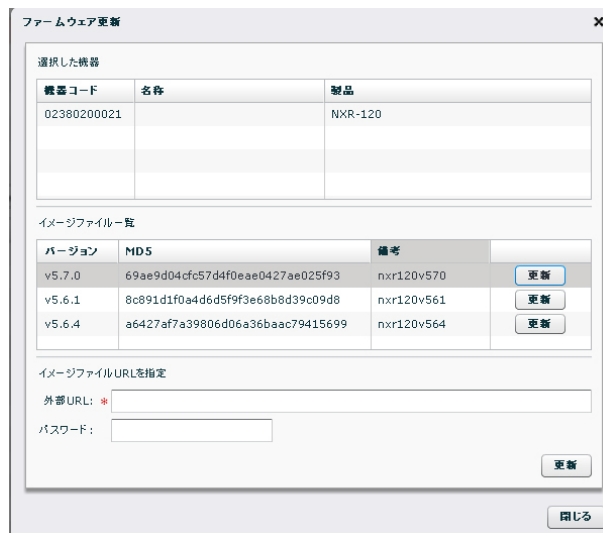 ファームウェア更新
選択した機器
機器コード 名称 製品
02380200021 NXR-120
イメージファイル一覧
バージョン MD5 備考
v5.7.0 69ae9d04cfc57d4f0eae0427ae025f93 nxr120v570 更新
v5.6.1 8c891d1f0a4d6d5f9f3e68b8d39c09d8 nxr120v561 更新
v5.6.4 a6427af7a39806d06a36baac79415699 nxr120v564 更新
イメージファイルURLを指定
外部URL: *
パスワード:
更新
閉じる